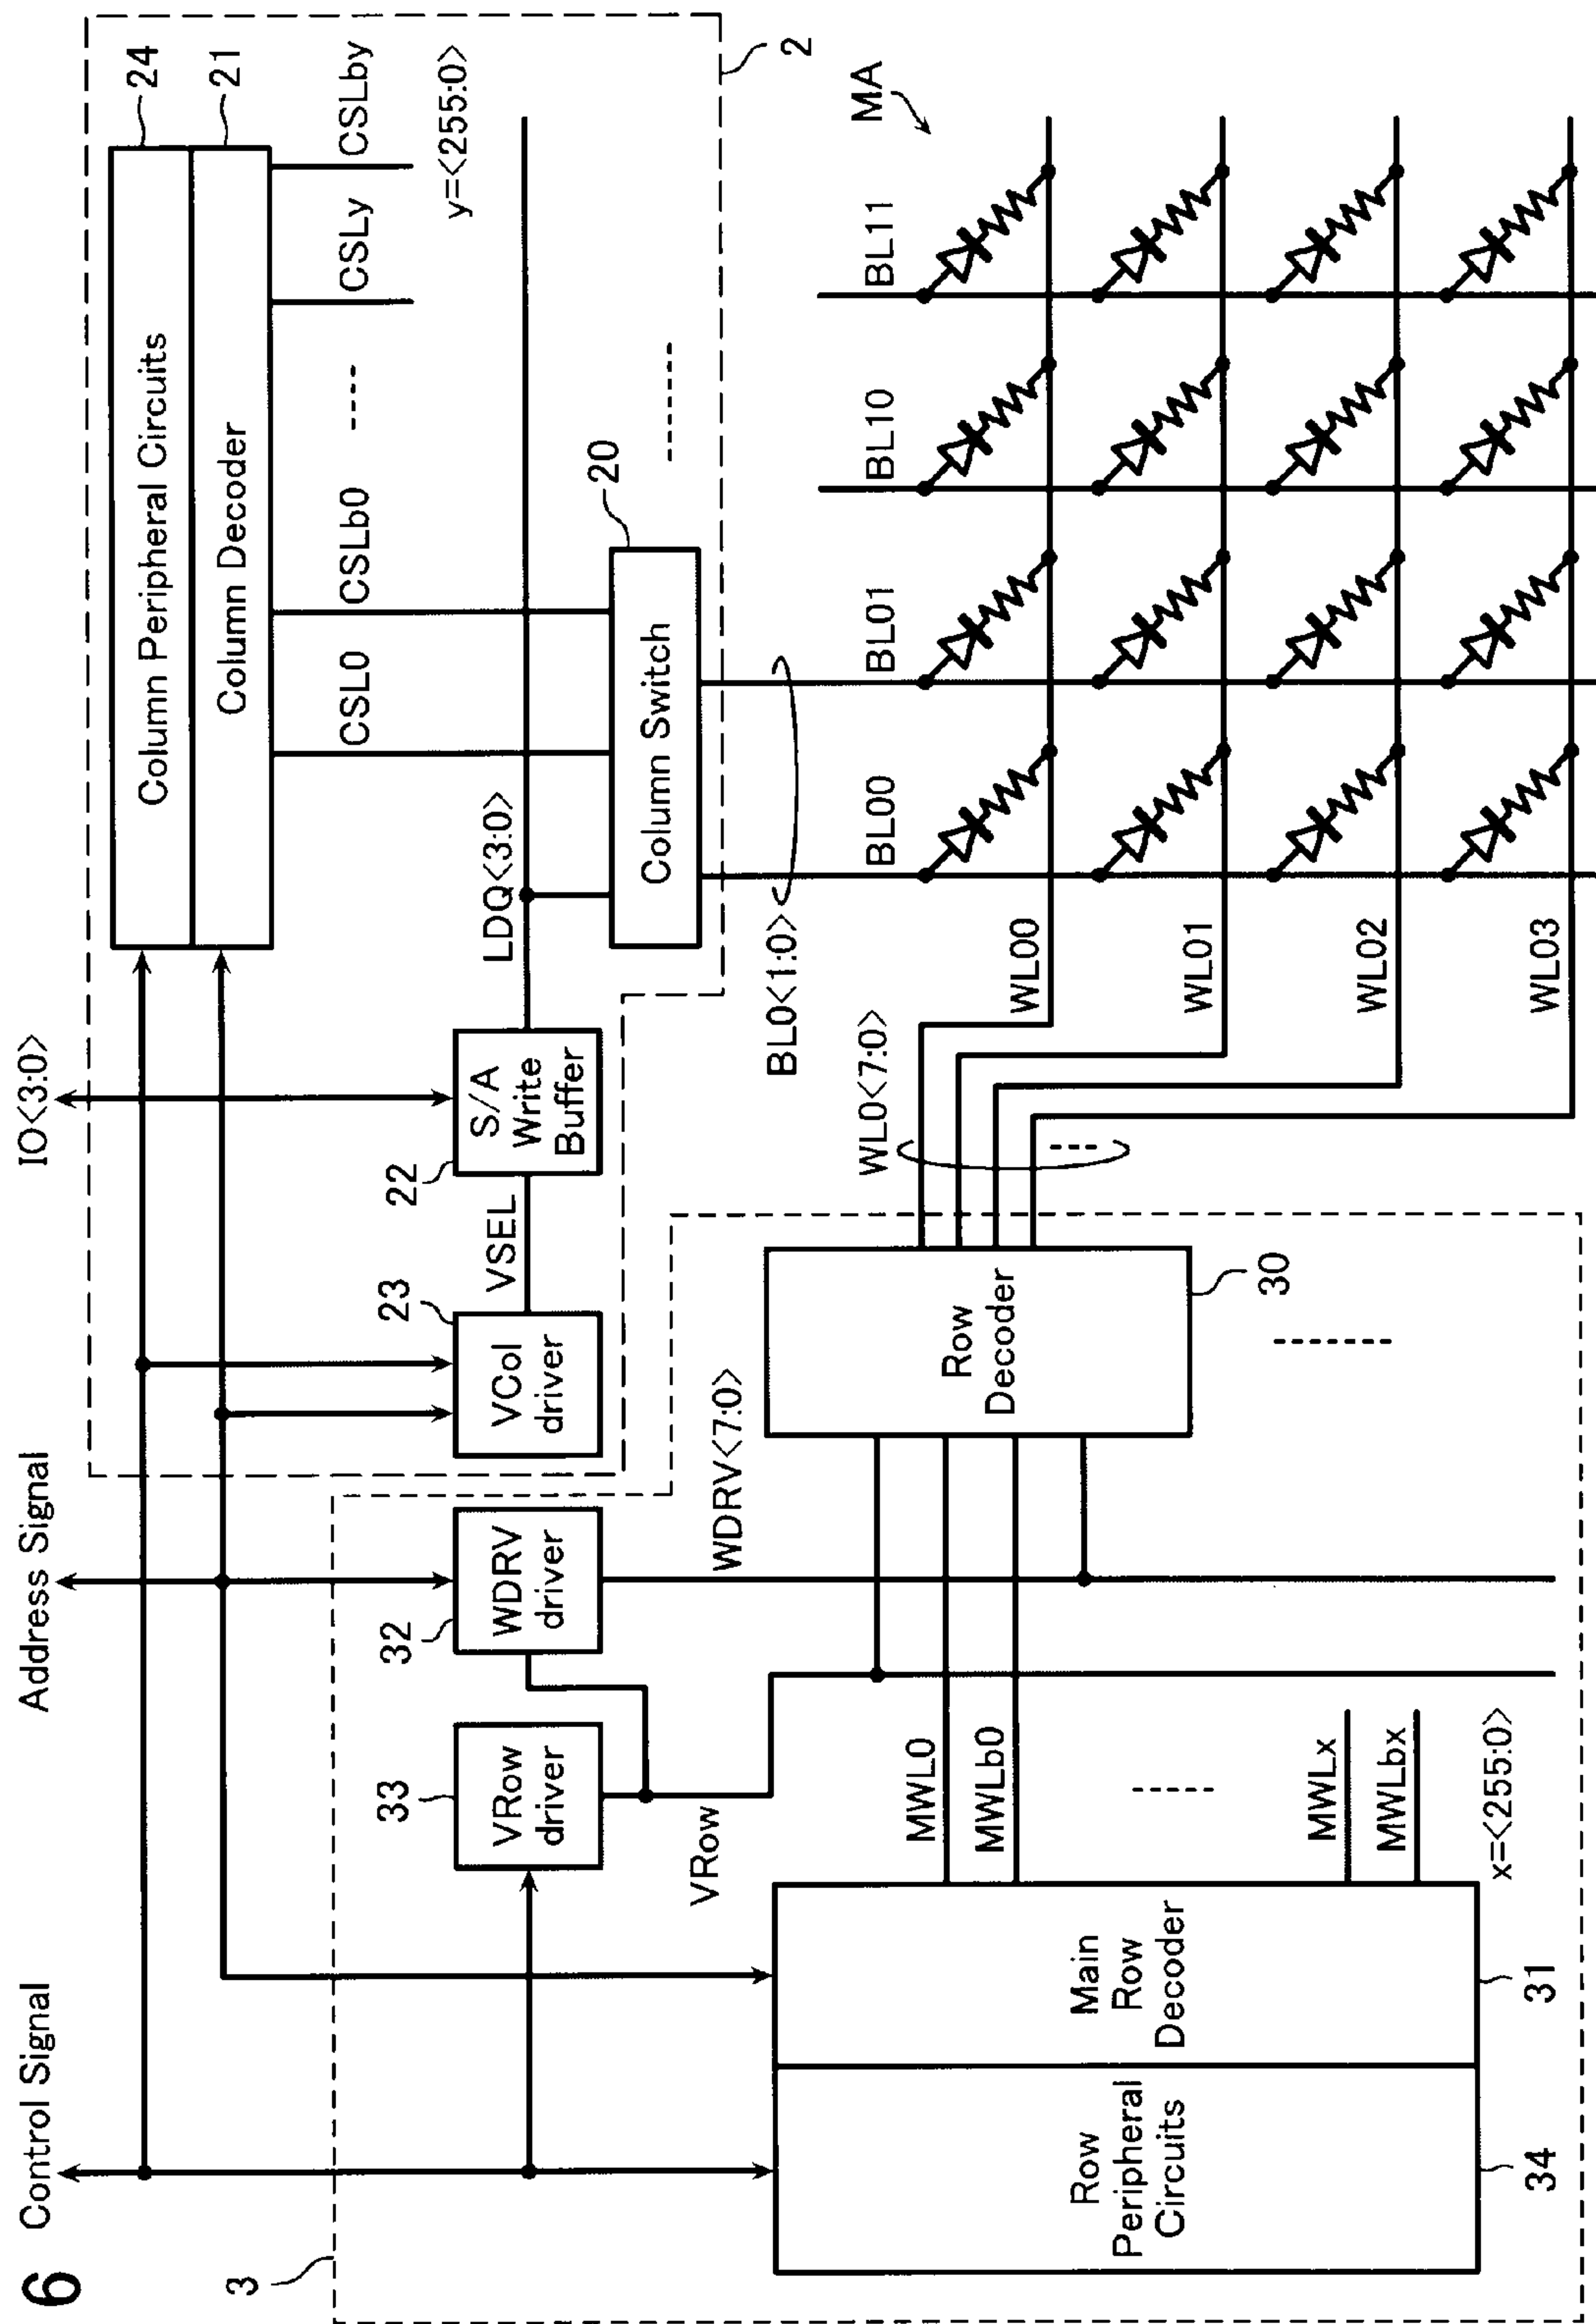 6
Control Signal
Address Signal
IO<3:0>
3
2
Column Peripheral Circuits
24
Column Decoder
21
CSL0
CSLb0
CSLy
CSLby
y=<255:0>
VRow
driver
33
WDRV
driver
32
VCol
driver
23
VSEL
S/A
Write
Buffer
22
LDQ<3:0>
Column Switch
20
VRow
WDRV<7:0>
BL0<1:0>
Row
Peripheral
Circuits
34
Main
Row
Decoder
31
MWL0
MWLb0
MWLx
MWLbx
x=<255:0>
Row
Decoder
30
WL0<7:0>
MA
BL00
BL01
BL10
BL11
WL00
WL01
WL02
WL03